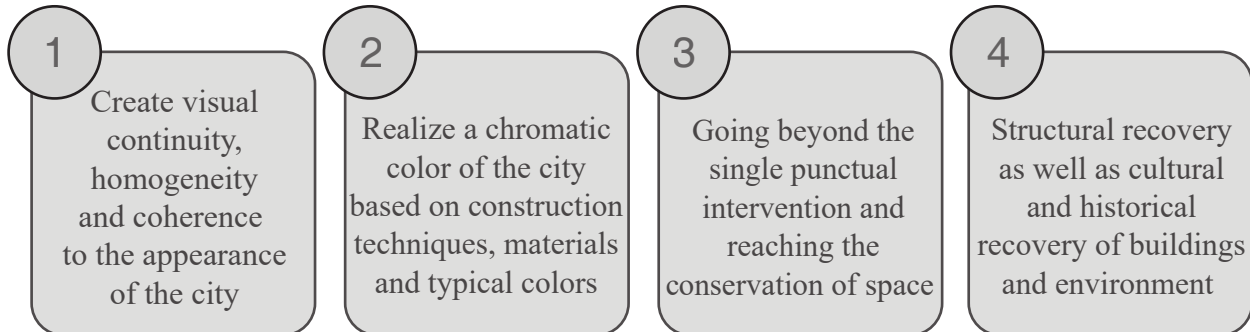 1
Create visual
continuity,
homogeneity
and coherence
to the appearance
of the city
2
Realize a chromatic
color of the city
based on construction
techniques, materials
and typical colors
3
Going beyond the
single punctual
intervention and
reaching the
conservation of space
4
Structural recovery
as well as cultural
and historical
recovery of buildings
and environment